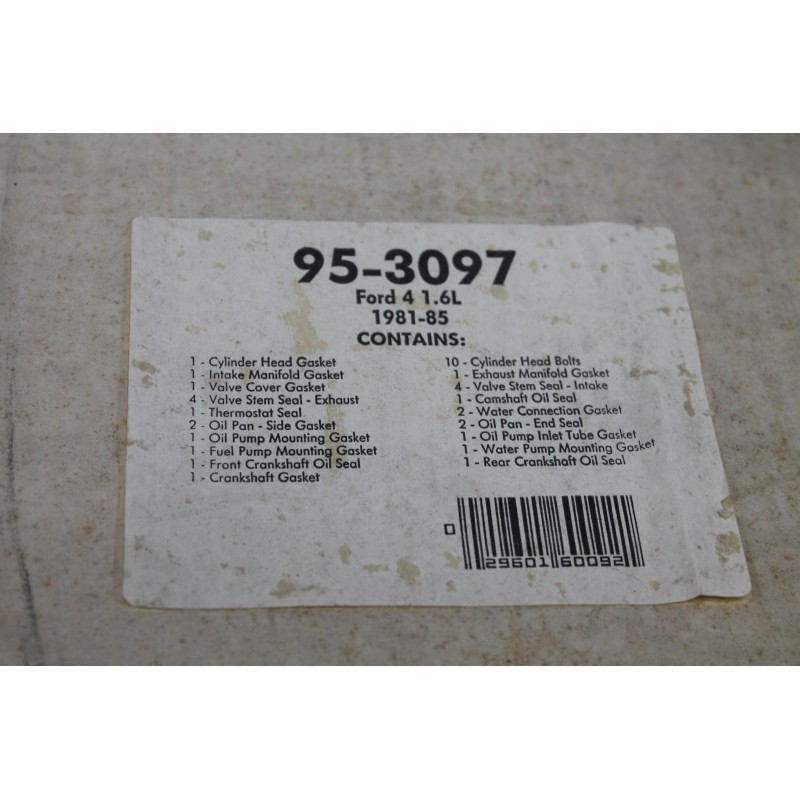 95-3097
Ford 4 1.6L
1981-85
CONTAINS:
1 - Cylinder Head Gasket
1 - Intake Manifold Gasket
1 - Valve Cover Gasket
4 - Valve Stem Seal - Exhaust
1 - Thermostat Seal
2 - Oil Pan - Side Gasket
1 - Oil Pump Mounting Gasket
1 - Fuel Pump Mounting Gasket
1 - Front Crankshaft Oil Seal
1 - Crankshaft Gasket
10 - Cylinder Head Bolts
1 - Exhaust Manifold Gasket
4 - Valve Stem Seal - Intake
1 - Camshaft Oil Seal
2 - Water Connection Gasket
2 - Oil Pan - End Seal
1 - Oil Pump Inlet Tube Gasket
1 - Water Pump Mounting Gasket
1 - Rear Crankshaft Oil Seal
0 29601 60092